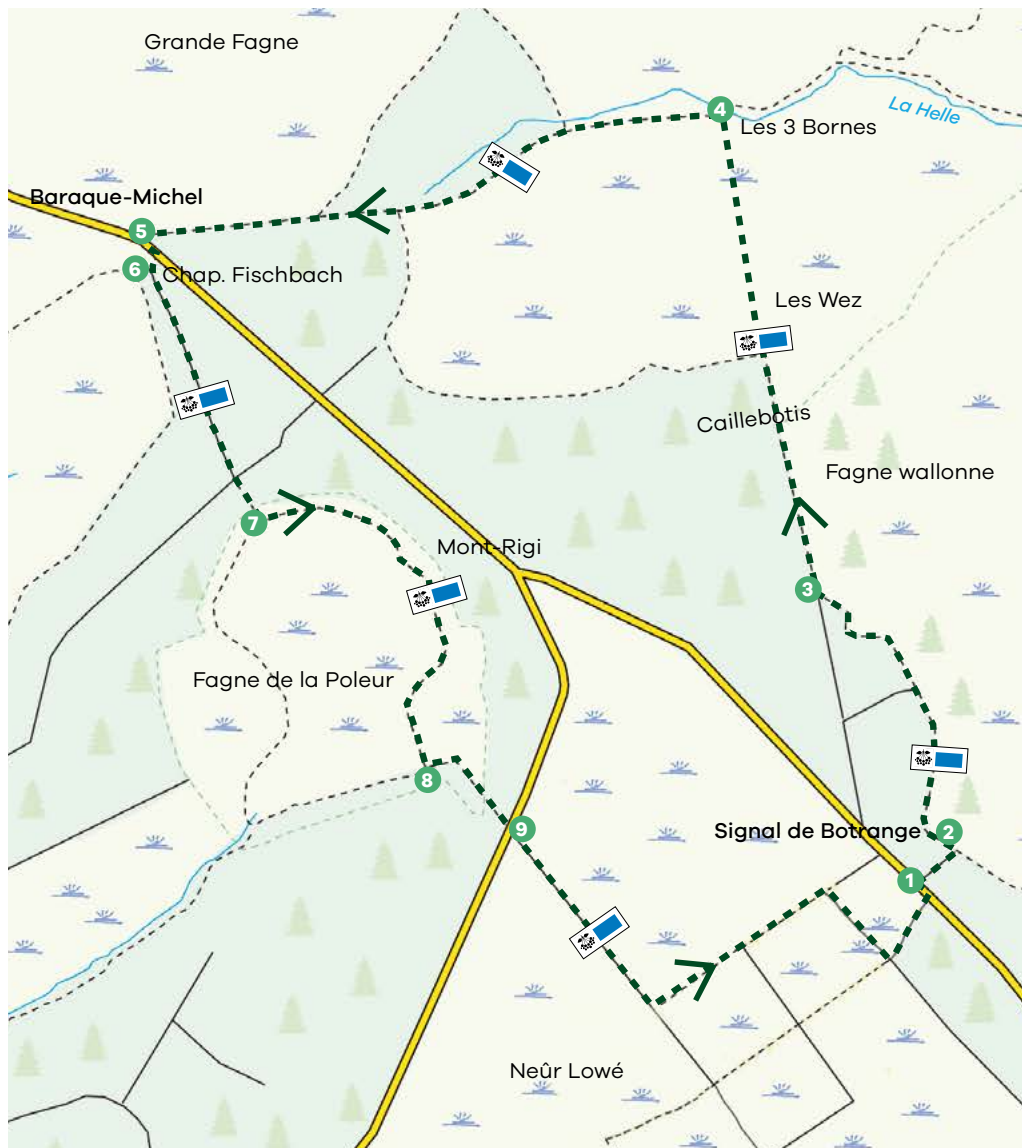 Grande Fagne
La Helle
4
Les 3 Bornes
Baraque-Michel
5
6
Chap. Fischbach
Les Wez
Caillebotis
Fagne wallonne
7
Mont-Rigi
3
Fagne de la Poleur
8
9
Signal de Botrange
2
1
Neûr Lowé